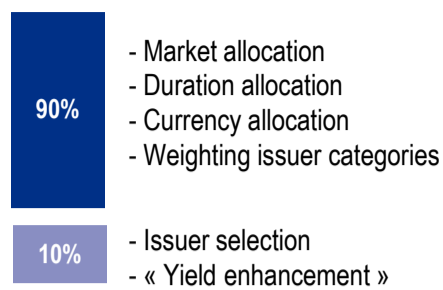 90%
- Market allocation
- Duration allocation
- Currency allocation
- Weighting issuer categories
10%
- Issuer selection
- « Yield enhancement »